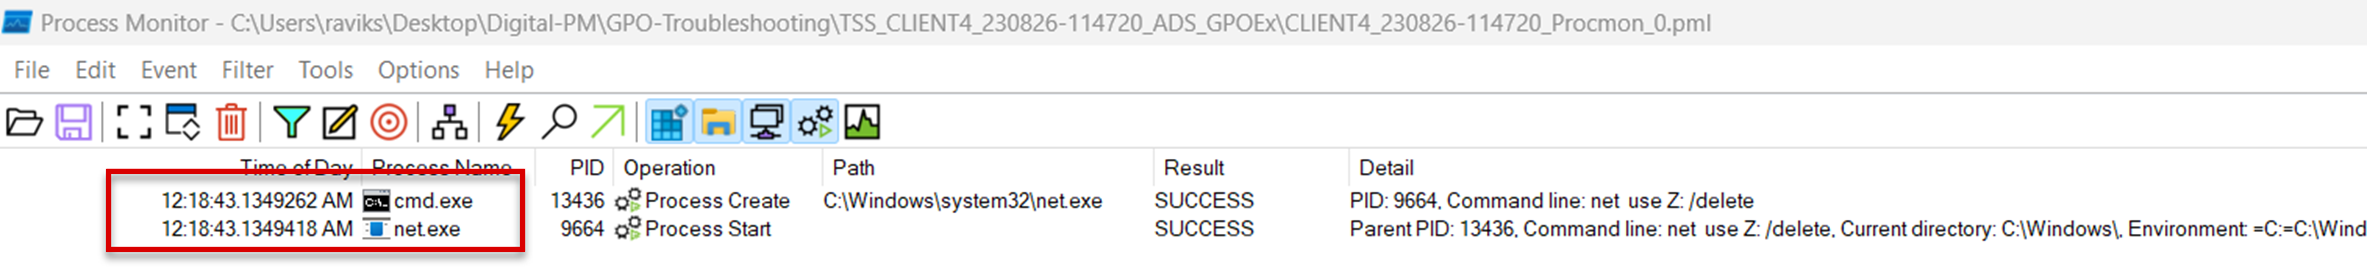 Process Monitor - C:\Users\raviks\Desktop\Digital-PM\GPO-Troubleshooting\TSS_CLIENT4_230826-114720_ADS_GPOEx\CLIENT4_230826-114720_Procmon_0.pml
File Edit Event Filter Tools Options Help
Time of Day Process Name PID Operation Path Result Detail
12:18:43.1349262 AM cmd.exe 13436 Process Create C:\Windows\system32\net.exe SUCCESS PID: 9664, Command line: net  use Z: /delete
12:18:43.1349418 AM net.exe 9664 Process Start SUCCESS Parent PID: 13436, Command line: net  use Z: /delete, Current directory: C:\Windows\, Environment: =C:=C:\Wind